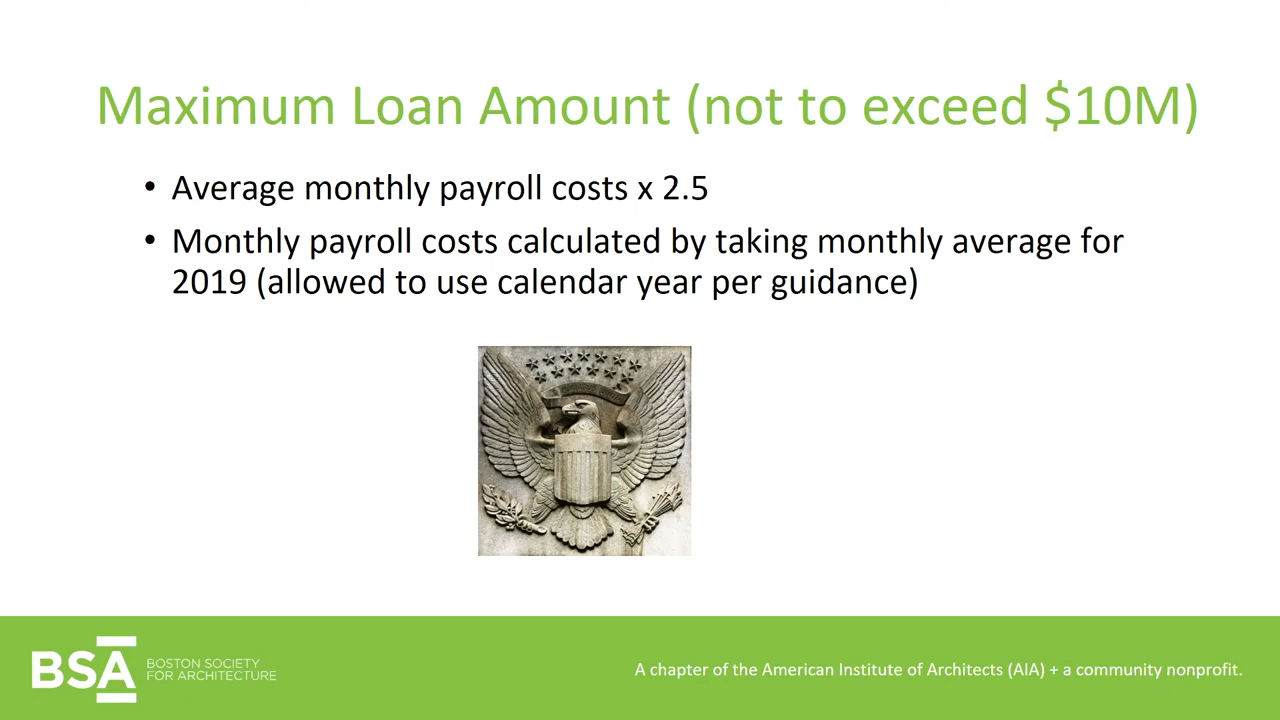 Maximum Loan Amount (not to exceed $10M)
• Average monthly payroll costs x 2.5
• Monthly payroll costs calculated by taking monthly average for
2019 (allowed to use calendar year per guidance)
BSA
BOSTON SOCIETY
FOR ARCHITECTURE
A chapter of the American Institute of Architects (AIA) + a community nonprofit.